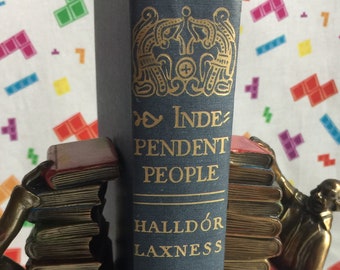 INDE=
PENDENT
PEOPLE
HALLDÓR
LAXNESS